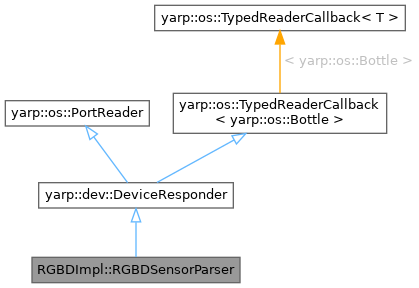 yarp::os::TypedReaderCallback< T >
< yarp::os::Bottle >
yarp::os::PortReader
yarp::os::TypedReaderCallback
< yarp::os::Bottle >
yarp::dev::DeviceResponder
RGBDImpl::RGBDSensorParser